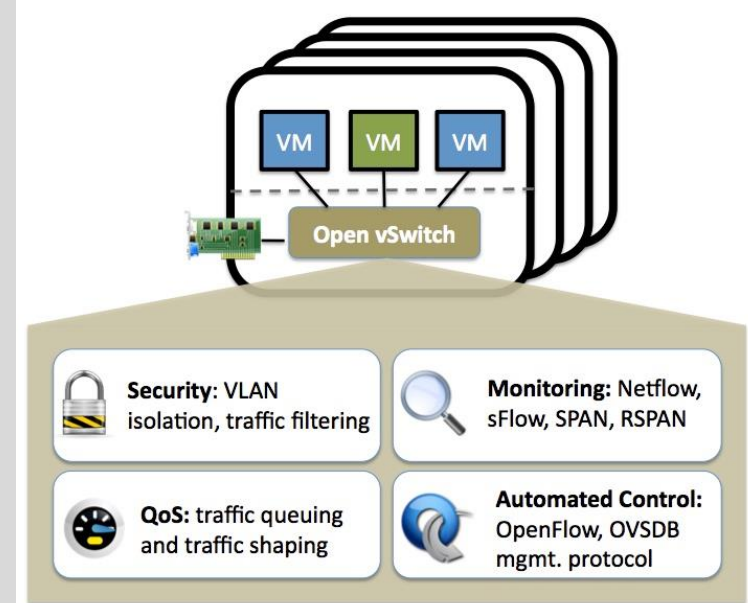 VM VM VM
Open vSwitch
Security: VLAN
isolation, traffic filtering
Monitoring: Netflow,
sFlow, SPAN, RSPAN
QoS: traffic queuing
and traffic shaping
Automated Control:
OpenFlow, OVSDB
mgmt. protocol